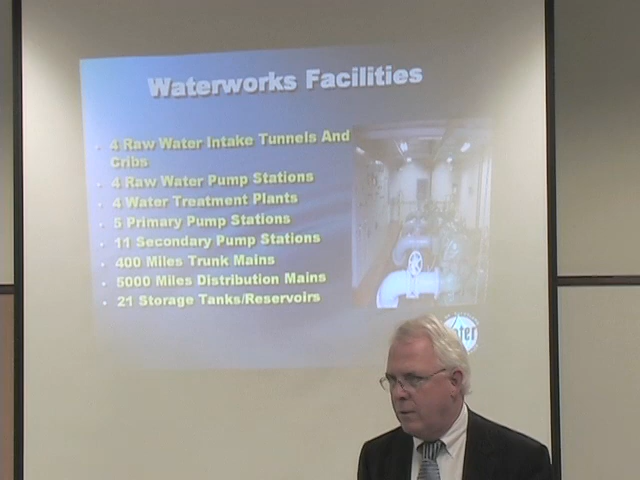 Waterworks Facilities
• 4 Raw Water Intake Tunnels And
Cribs
• 4 Raw Water Pump Stations
• 4 Water Treatment Plants
• 5 Primary Pump Stations
• 11 Secondary Pump Stations
• 400 Miles Trunk Mains
• 5000 Miles Distribution Mains
• 21 Storage Tanks/Reservoirs